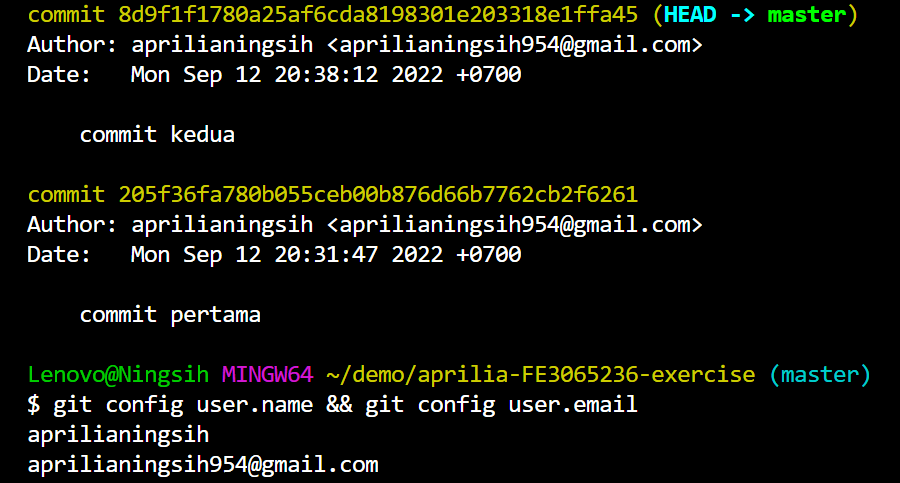 commit 8d9f1f1780a25af6cda8198301e203318e1ffa45 (HEAD -> master)
Author: aprilianingsih <aprilianingsih954@gmail.com>
Date:   Mon Sep 12 20:38:12 2022 +0700
    commit kedua
commit 205f36fa780b055ceb00b876d66b7762cb2f6261
Author: aprilianingsih <aprilianingsih954@gmail.com>
Date:   Mon Sep 12 20:31:47 2022 +0700
    commit pertama
Lenovo@Ningsih MINGW64 ~/demo/aprilia-FE3065236-exercise (master)
$ git config user.name && git config user.email
aprilianingsih
aprilianingsih954@gmail.com